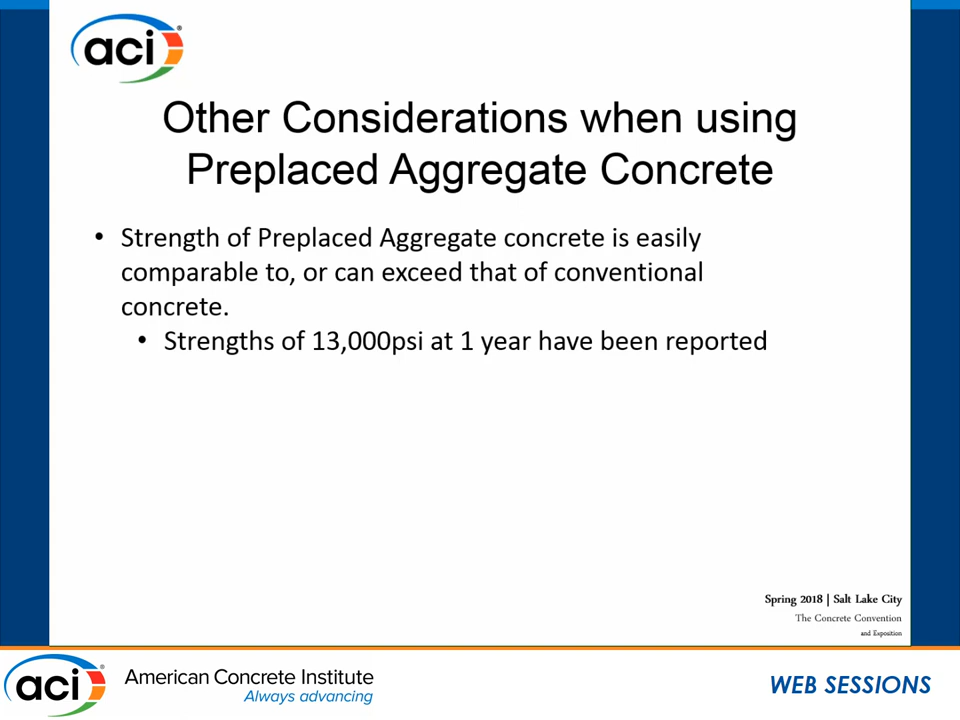 aci®
Other Considerations when using
Preplaced Aggregate Concrete
• Strength of Preplaced Aggregate concrete is easily
comparable to, or can exceed that of conventional
concrete.
• Strengths of 13,000psi at 1 year have been reported
Spring 2018 | Salt Lake City
The Concrete Convention
and Exposition
aci®
American Concrete Institute
Always advancing
WEB SESSIONS